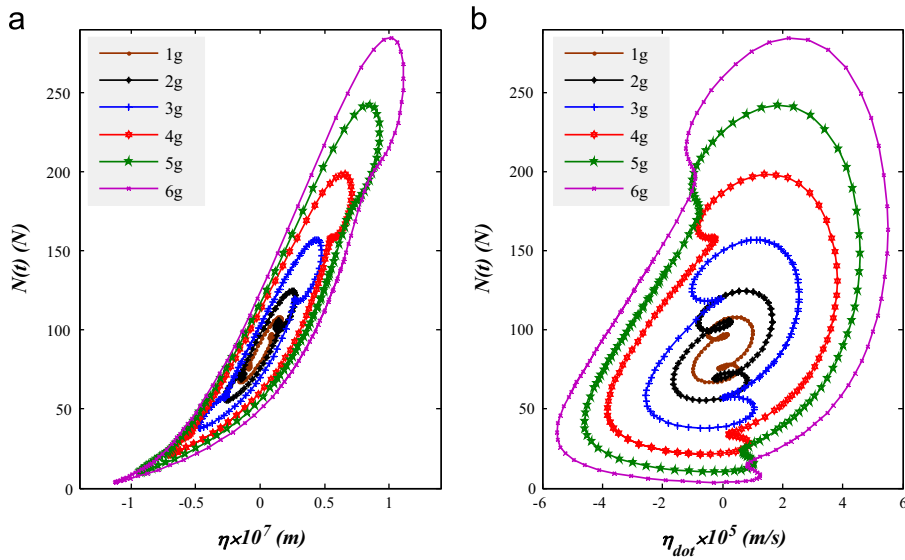 a
N(t) (N)
250
200
150
100
50
0
1g
2g
3g
4g
5g
6g
-1
-0.5
0
0.5
1
η×10⁷ (m)
b
N(t) (N)
250
200
150
100
50
0
1g
2g
3g
4g
5g
6g
-6
-4
-2
0
2
4
6
η_dot×10⁵ (m/s)